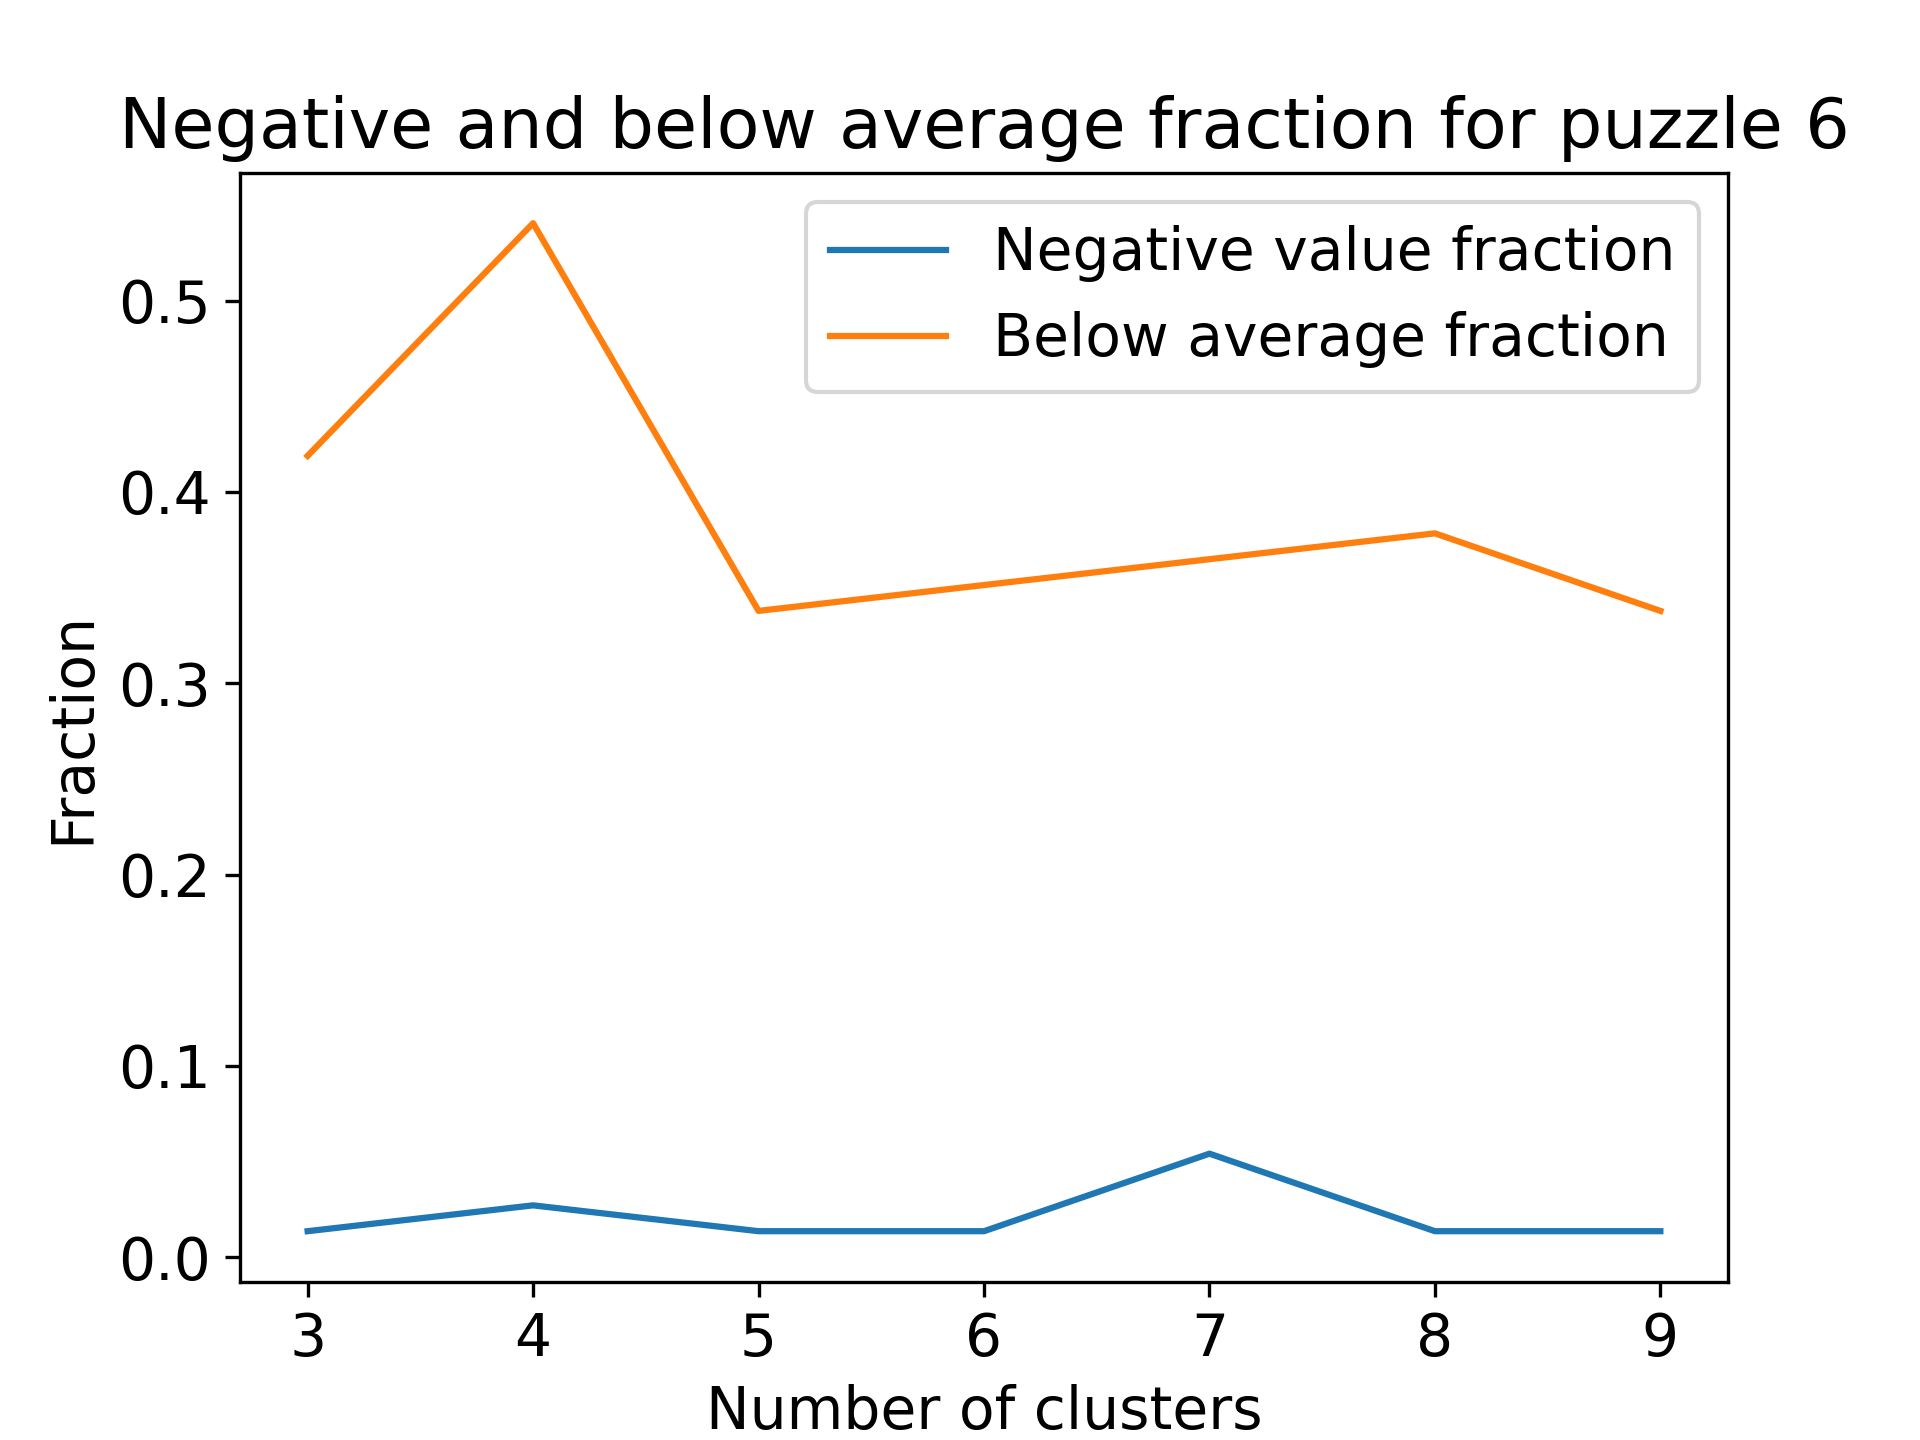 Negative and below average fraction for puzzle 6
Negative value fraction
Below average fraction
0.5
0.4
0.3
0.2
0.1
0.0
Fraction
3 4 5 6 7 8 9
Number of clusters